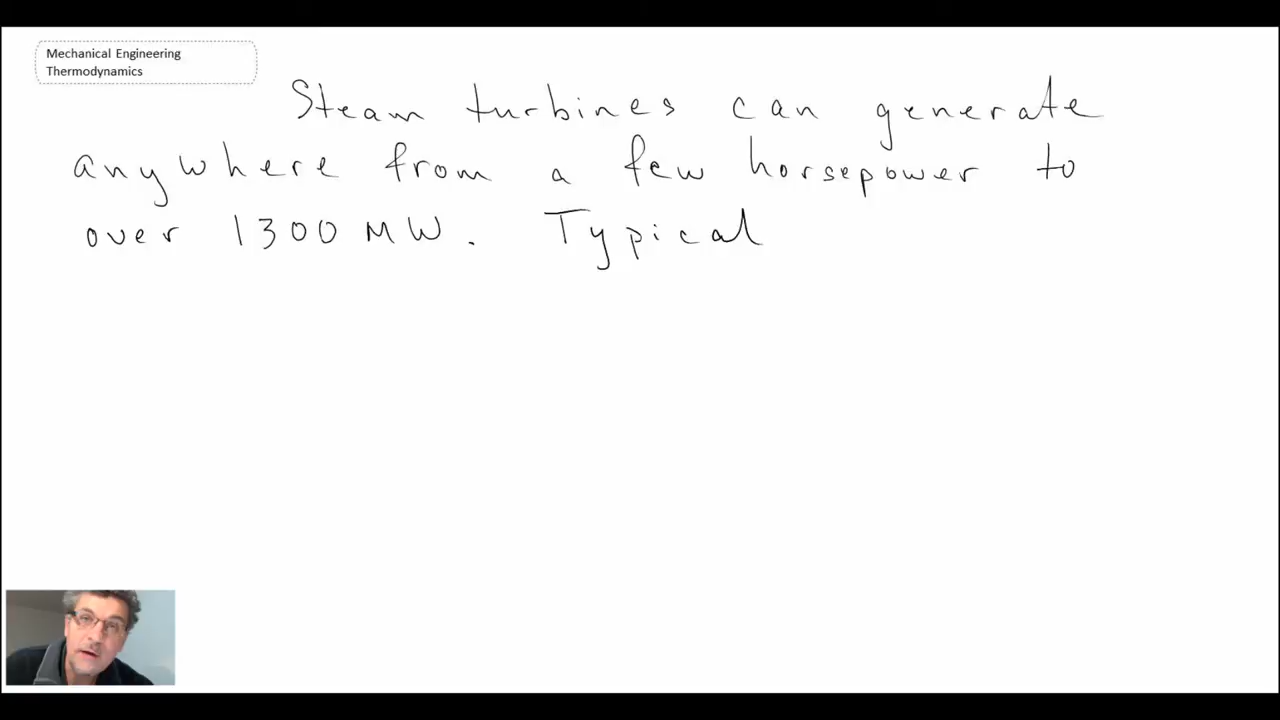 Mechanical Engineering
Thermodynamics
Steam turbines can generate
anywhere from a few horsepower to
over 1300 MW. Typical